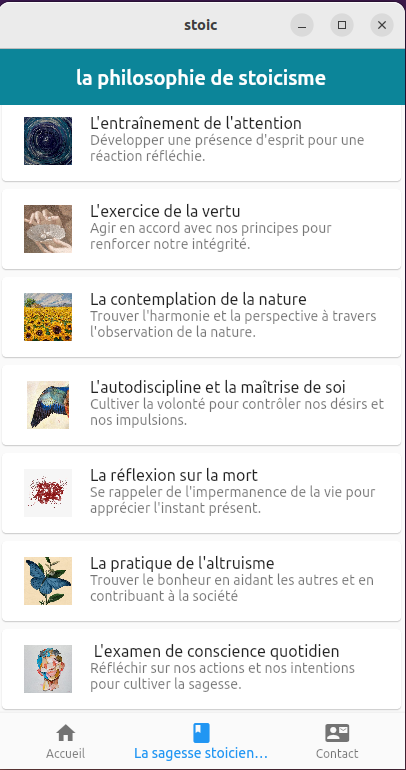 stoic
la philosophie de stoicisme
L'entraînement de l'attention
Développer une présence d'esprit pour une
réaction réfléchie.
L'exercice de la vertu
Agir en accord avec nos principes pour
renforcer notre intégrité.
La contemplation de la nature
Trouver l'harmonie et la perspective à travers
l'observation de la nature.
L'autodiscipline et la maîtrise de soi
Cultiver la volonté pour contrôler nos désirs et
nos impulsions.
La réflexion sur la mort
Se rappeler de l'impermanence de la vie pour
apprécier l'instant présent.
La pratique de l'altruisme
Trouver le bonheur en aidant les autres et en
contribuant à la société
L'examen de conscience quotidien
Réfléchir sur nos actions et nos intentions
pour cultiver la sagesse.
Accueil
La sagesse stoicien…
Contact